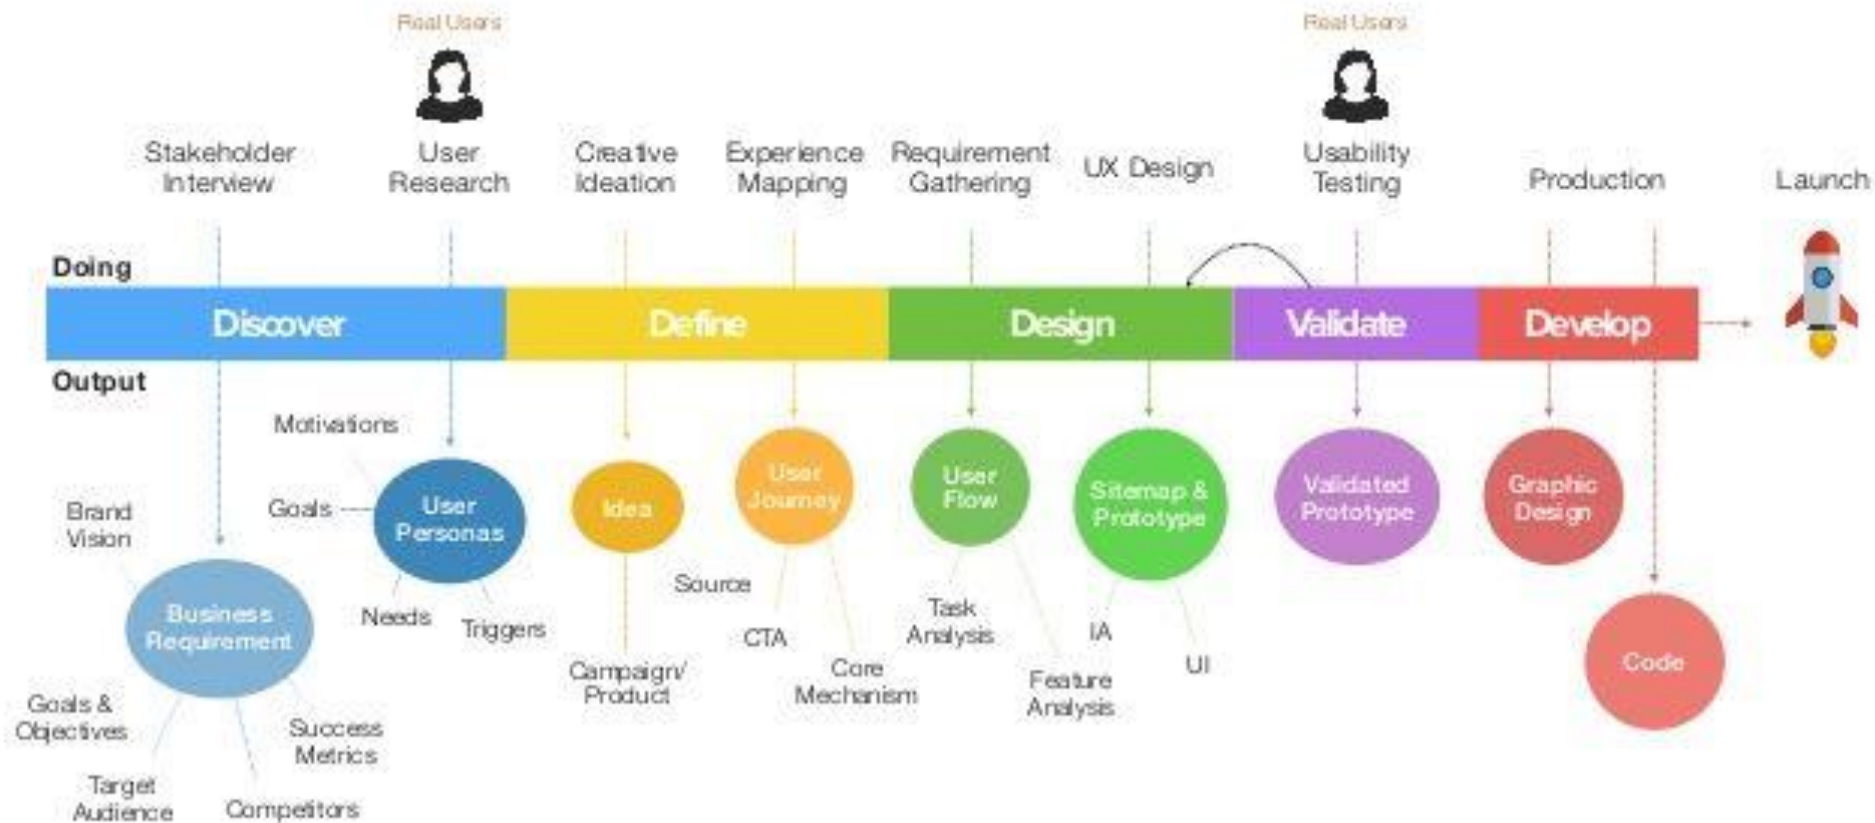 Real Users
Real Users
Stakeholder
Interview
User
Research
Creative
Ideation
Experience
Mapping
Requirement
Gathering
UX Design
Usability
Testing
Production
Launch
Doing
Discover
Define
Design
Validate
Develop
Output
Motivations
Goals
User
Personas
Needs
Triggers
Brand
Vision
Business
Requirement
Goals &
Objectives
Target
Audience
Competitors
Success
Metrics
Idea
Campaign/
Product
User
Journey
Source
CTA
Core
Mechanism
User
Flow
Task
Analysis
Feature
Analysis
Sitemap &
Prototype
IA
UI
Validated
Prototype
Graphic
Design
Code